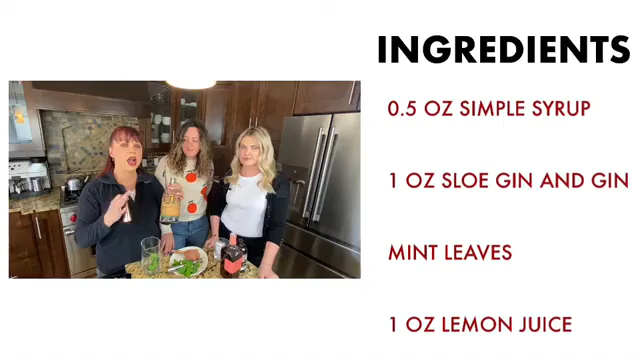 INGREDIENTS
0.5 OZ SIMPLE SYRUP
1 OZ SLOE GIN AND GIN
MINT LEAVES
1 OZ LEMON JUICE